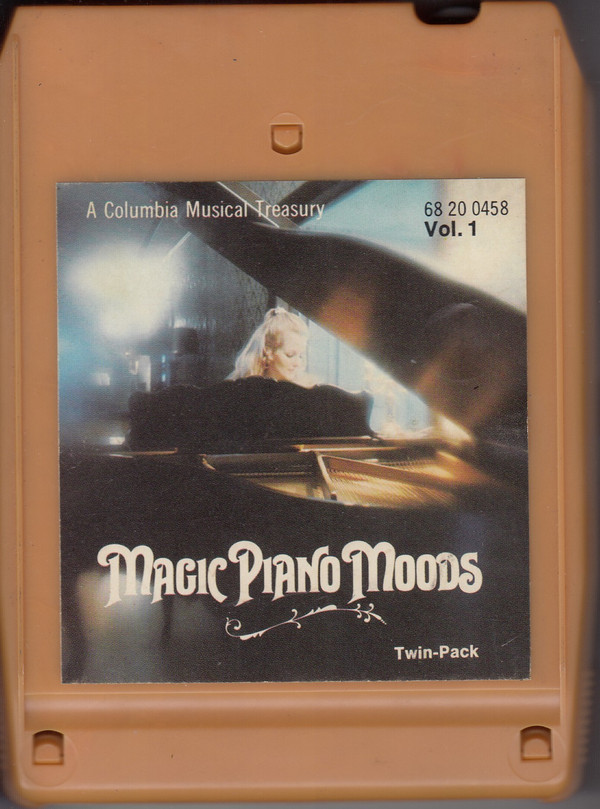 A Columbia Musical Treasury
68 20 0458
Vol. 1
Magic Piano Moods
Twin-Pack